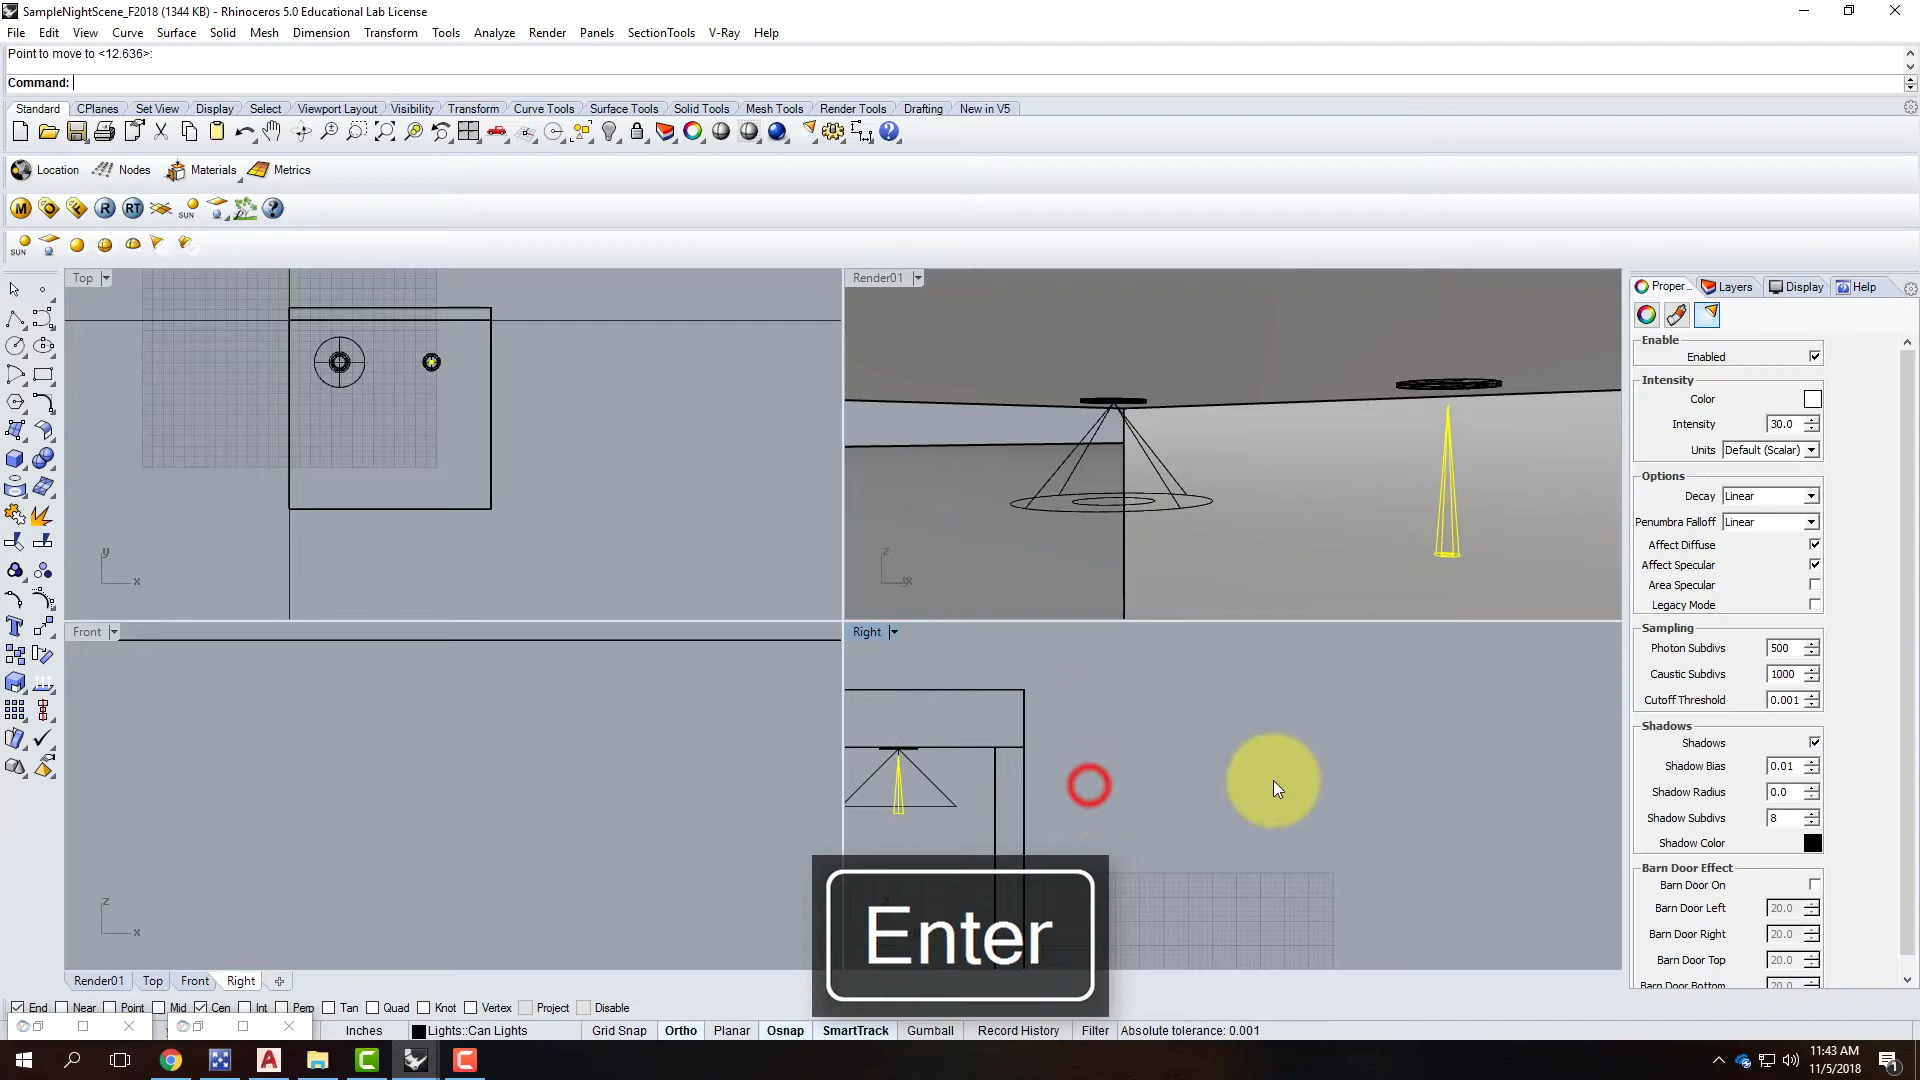 SampleNightScene_F2018 (1344 KB) - Rhinoceros 5.0 Educational Lab License
File Edit View Curve Surface Solid Mesh Dimension Transform Tools Analyze Render Panels SectionTools V-Ray Help
Point to move to <12.636>:
Command:
Standard CPlanes Set View Display Select Viewport Layout Visibility Transform Curve Tools Surface Tools Solid Tools Mesh Tools Render Tools Drafting New in V5
Location Nodes Materials Metrics
M O F R RT SUN
SUN
Top
Render01
y
x
z
Front
Right
z
x
Enter
Proper... Layers Display Help
Enable
Enabled
Intensity
Color
Intensity 30.0
Units Default (Scalar)
Options
Decay Linear
Penumbra Falloff Linear
Affect Diffuse
Affect Specular
Area Specular
Legacy Mode
Sampling
Photon Subdivs 500
Caustic Subdivs 1000
Cutoff Threshold 0.001
Shadows
Shadows
Shadow Bias 0.01
Shadow Radius 0.0
Shadow Subdivs 8
Shadow Color
Barn Door Effect
Barn Door On
Barn Door Left 20.0
Barn Door Right 20.0
Barn Door Top 20.0
Barn Door Bottom 20.0
Render01 Top Front Right
End Near Point Mid Cen Int Perp Tan Quad Knot Vertex Project Disable
Inches Lights::Can Lights Grid Snap Ortho Planar Osnap SmartTrack Gumball Record History Filter Absolute tolerance: 0.001
11:43 AM
11/5/2018
1